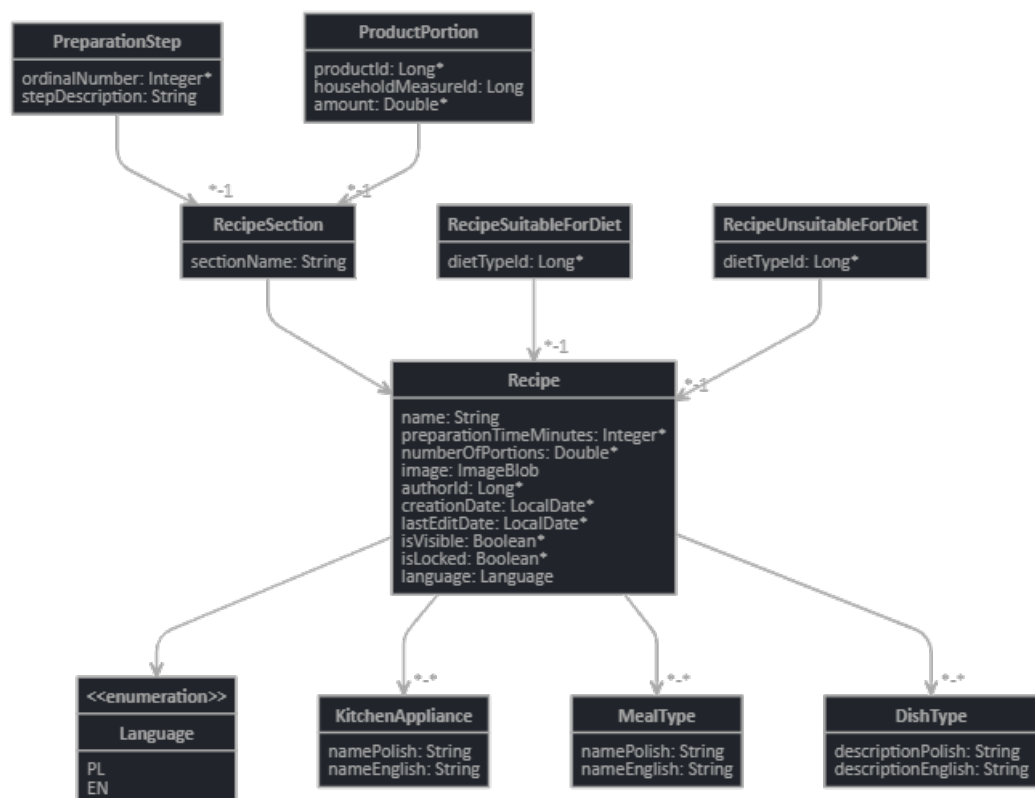 PreparationStep
ordinalNumber: Integer*
stepDescription: String
ProductPortion
productId: Long*
householdMeasureId: Long
amount: Double*
*-1
*-1
RecipeSection
sectionName: String
RecipeSuitableForDiet
dietTypeId: Long*
RecipeUnsuitableForDiet
dietTypeId: Long*
*-1
*-1
Recipe
name: String
preparationTimeMinutes: Integer*
numberOfPortions: Double*
image: ImageBlob
authorId: Long*
creationDate: LocalDate*
lastEditDate: LocalDate*
isVisible: Boolean*
isLocked: Boolean*
language: Language
*-*
*-*
*-*
<<enumeration>>
Language
PL
EN
KitchenAppliance
namePolish: String
nameEnglish: String
MealType
namePolish: String
nameEnglish: String
DishType
descriptionPolish: String
descriptionEnglish: String